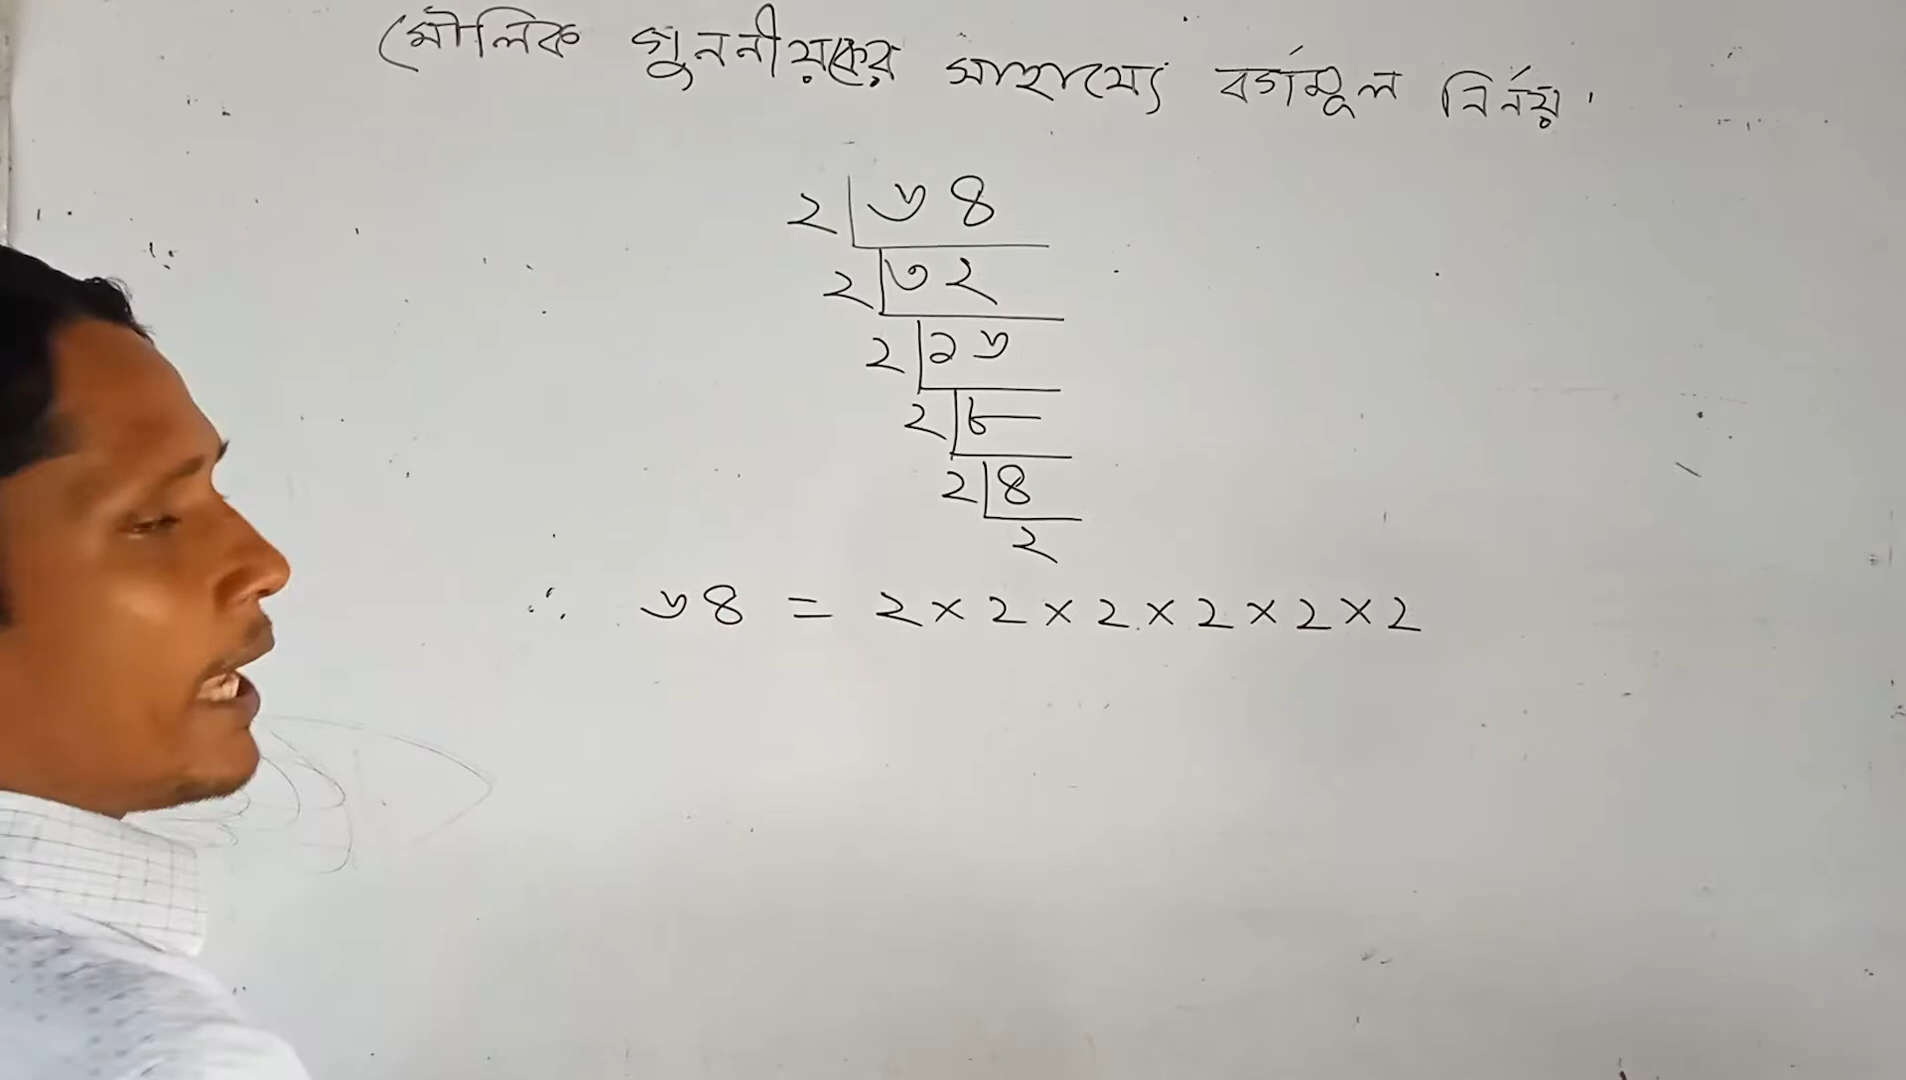 মৌলিক গুননীয়কের সাহায্যে বর্গমূল নির্নয়।
২ | ৬৪
২ | ৩২
২ | ১৬
২ | ৮
২ | ৪
২
∴ ৬৪ = ২ × ২ × ২ × ২ × ২ × ২